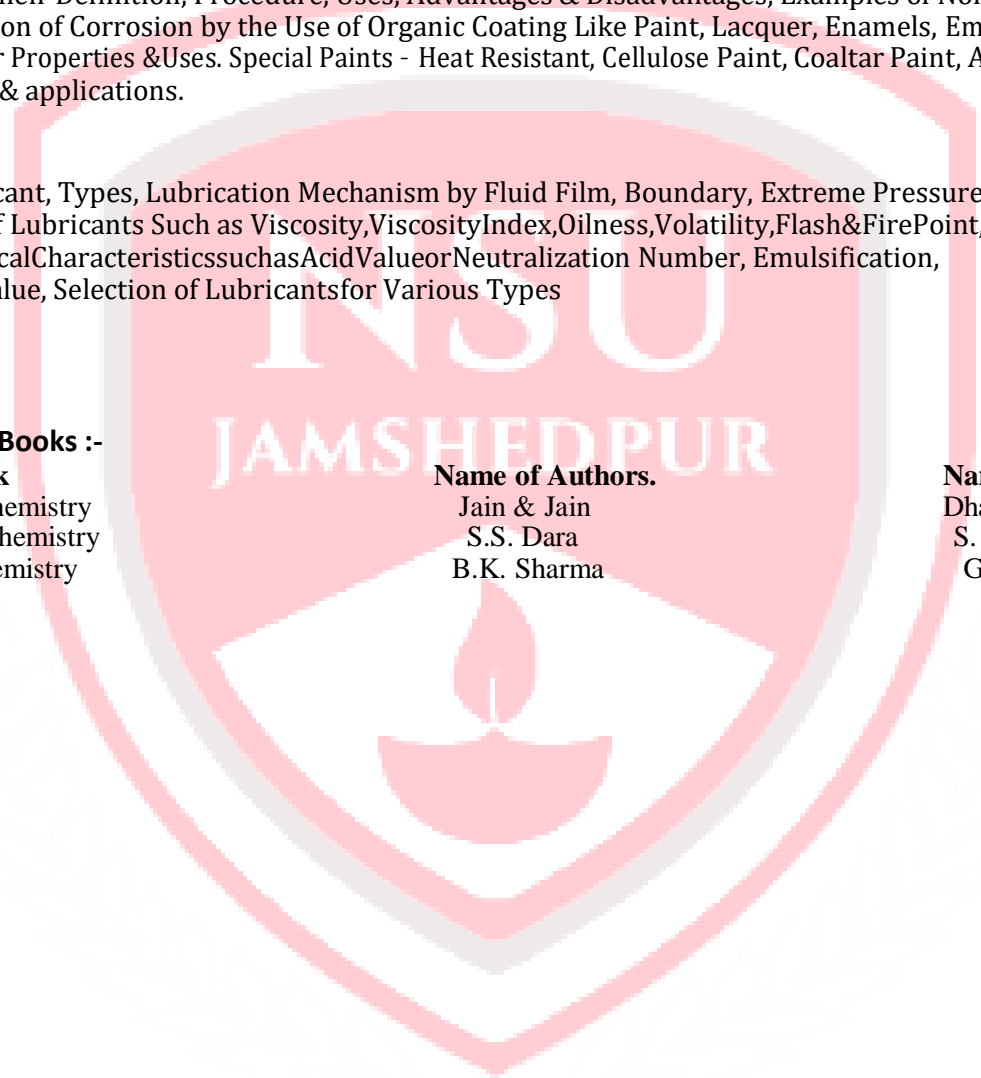 Definition, Procedure, Uses, Advantages & Disadvantages, Examples of
on of Corrosion by the Use of Organic Coating Like Paint, Lacquer, Enamels, Em
r Properties &Uses. Special Paints - Heat Resistant, Cellulose Paint, Coaltar Paint, A
& applications.
cant, Types, Lubrication Mechanism by Fluid Film, Boundary, Extreme Pressure
f Lubricants Such as Viscosity,ViscosityIndex,Oilness,Volatility,Flash&FirePoint,
calCharacteristicssuchasAcidValueorNeutralization Number, Emulsification,
alue, Selection of Lubricantsfor Various Types
NSU
JAMSHEDPUR
Books :-
k Name of Authors. Na
hemistry Jain & Jain Dha
hemistry S.S. Dara S.
emistry B.K. Sharma G